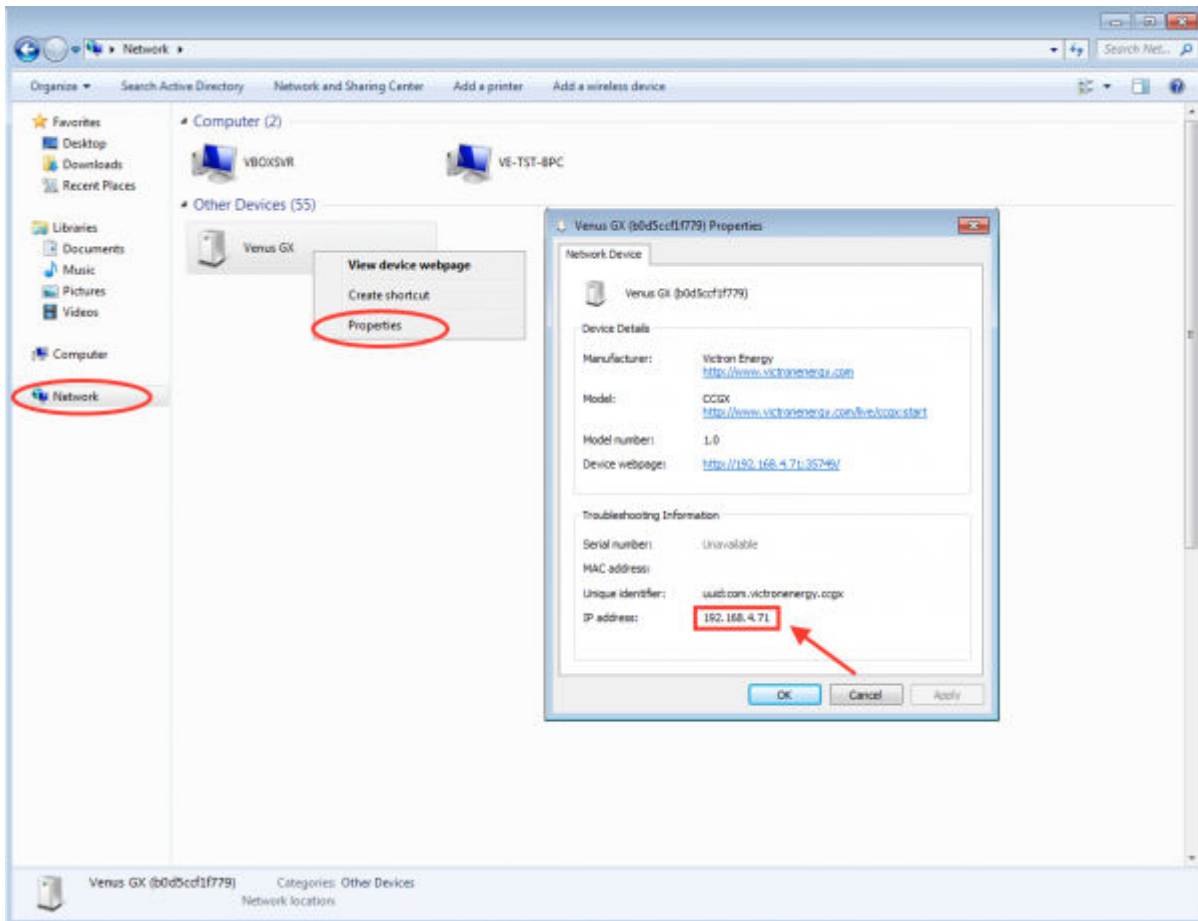 Network
Search Net...
Organize
Search Active Directory
Network and Sharing Center
Add a printer
Add a wireless device
Favorites
Desktop
Downloads
Recent Places
Libraries
Documents
Music
Pictures
Videos
Computer
Network
Computer (2)
VBOXSVR
VE-TST-8PC
Other Devices (55)
Venus GX
View device webpage
Create shortcut
Properties
Venus GX (b0d5ccf1f779) Properties
Network Device
Venus GX (b0d5ccf1f779)
Device Details
Manufacturer: Victron Energy
http://www.victronenergy.com
Model: CCGX
http://www.victronenergy.com/live/ccgx:start
Model number: 1.0
Device webpage: http://192.168.4.71:35749/
Troubleshooting Information
Serial number: Unavailable
MAC address:
Unique identifier: uuid:com.victronenergy.ccgx
IP address: 192.168.4.71
OK
Cancel
Apply
Venus GX (b0d5ccf1f779)
Categories: Other Devices
Network location: